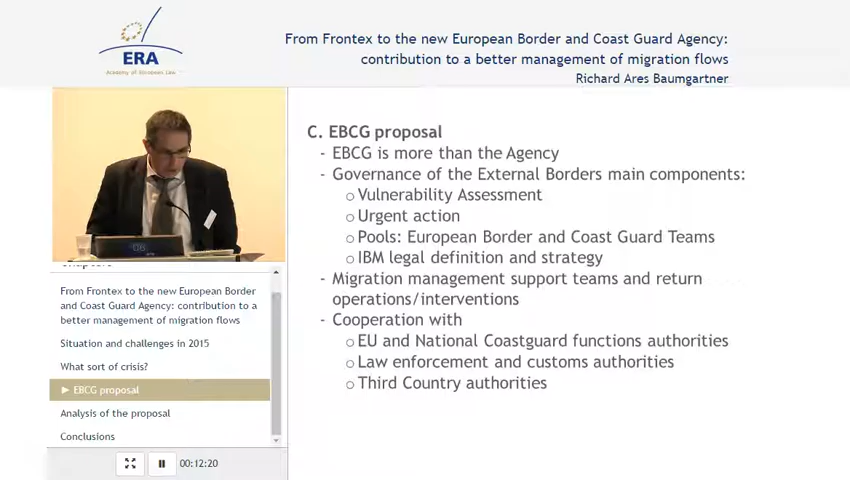 ERA
Academy of European Law
From Frontex to the new European Border and Coast Guard Agency:
contribution to a better management of migration flows
Richard Ares Baumgartner
C. EBCG proposal
- EBCG is more than the Agency
- Governance of the External Borders main components:
o Vulnerability Assessment
o Urgent action
o Pools: European Border and Coast Guard Teams
o IBM legal definition and strategy
- Migration management support teams and return
operations/interventions
- Cooperation with
o EU and National Coastguard functions authorities
o Law enforcement and customs authorities
o Third Country authorities
From Frontex to the new European Border
and Coast Guard Agency: contribution to a
better management of migration flows
Situation and challenges in 2015
What sort of crisis?
► EBCG proposal
Analysis of the proposal
Conclusions
00:12:20